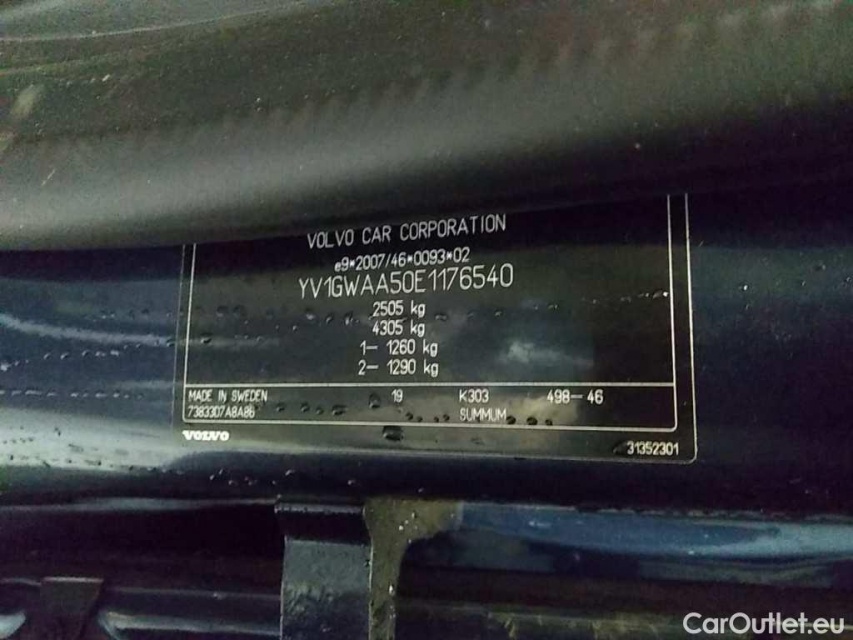 VOLVO CAR CORPORATION
e9*2007/46*0093*02
YV1GWAA50E1176540
2505 kg
4305 kg
1- 1260 kg
2- 1290 kg
MADE IN SWEDEN 19 K303 498-46
7383307A8A86 SUMMUM
VOLVO
31352301
CarOutlet.eu